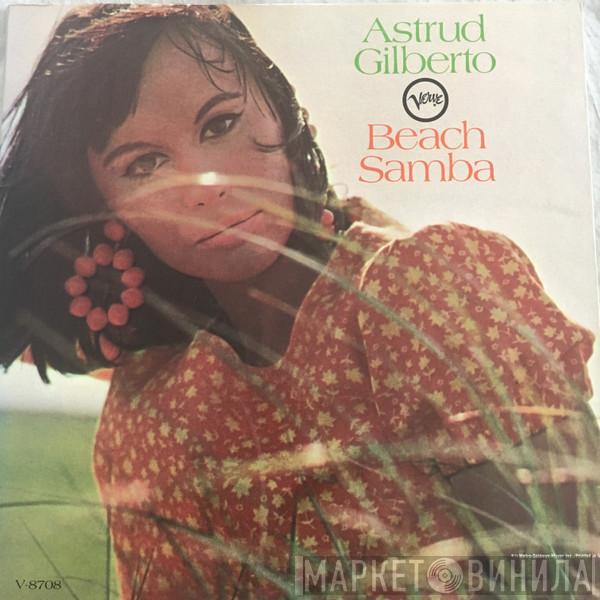 Astrud
Gilberto
Verve
Beach
Samba
V-8708
МАРКЕТ ВИНИЛА